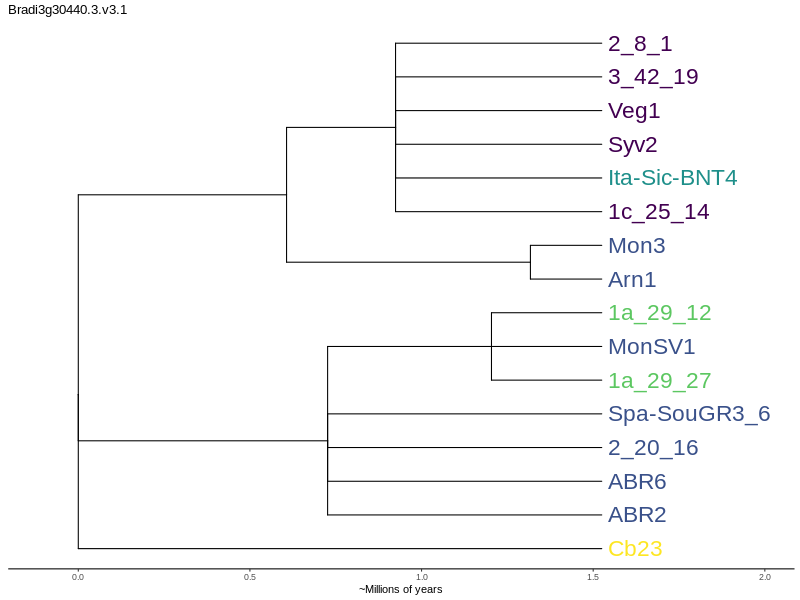 Bradi3g30440.3.v3.1
2_8_1
3_42_19
Veg1
Syv2
Ita-Sic-BNT4
1c_25_14
Mon3
Arn1
1a_29_12
MonSV1
1a_29_27
Spa-SouGR3_6
2_20_16
ABR6
ABR2
Cb23
0.0 0.5 1.0 1.5 2.0
~Millions of years